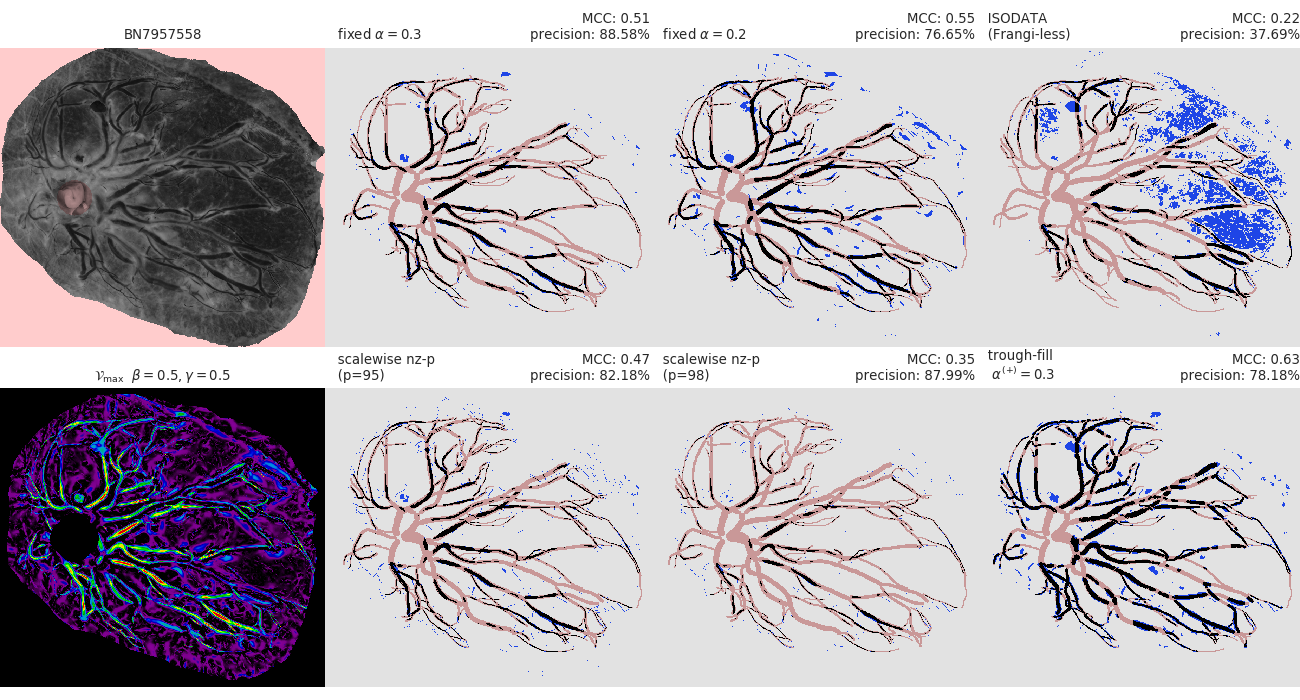 BN7957558
fixed α = 0.3
MCC: 0.51
precision: 88.58%
fixed α = 0.2
MCC: 0.55
precision: 76.65%
ISODATA
(Frangi-less)
MCC: 0.22
precision: 37.69%
𝒱max β = 0.5, γ = 0.5
scalewise nz-p
(p=95)
MCC: 0.47
precision: 82.18%
scalewise nz-p
(p=98)
MCC: 0.35
precision: 87.99%
trough-fill
α(+) = 0.3
MCC: 0.63
precision: 78.18%